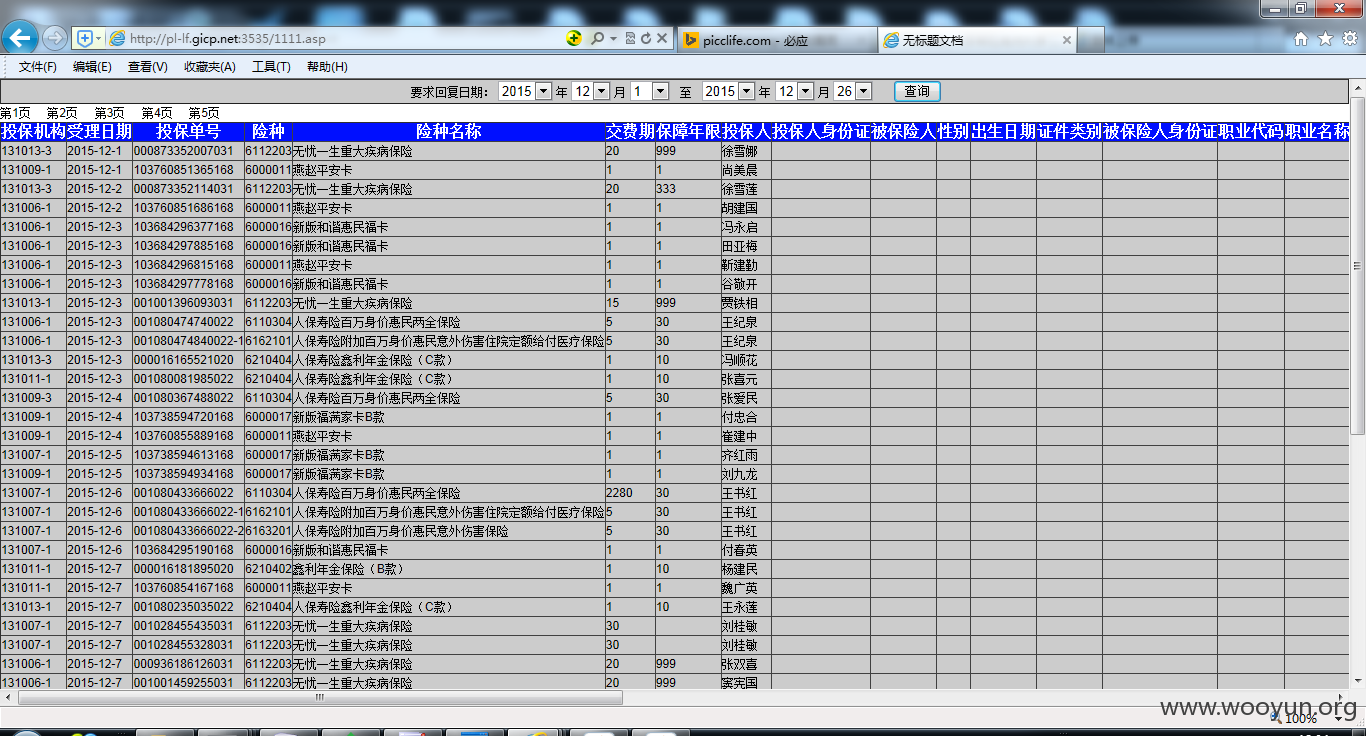 http://pl-lf.gicp.net:3535/1111.asp
picclife.com - 必应
无标题文档
文件(F) 编辑(E) 查看(V) 收藏夹(A) 工具(T) 帮助(H)
要求回复日期： 2015 年 12 月 1 至 2015 年 12 月 26 查询
第1页 第2页 第3页 第4页 第5页
投保机构 受理日期 投保单号 险种 险种名称 交费期 保障年限 投保人 投保人身份证 被保险人 性别 出生日期 证件类别 被保险人身份证 职业代码 职业名称
131013-3 2015-12-1 000873352007031 6112203 无忧一生重大疾病保险 20 999 徐雪娜
131009-1 2015-12-1 103760851365168 6000011 燕赵平安卡 1 1 尚美晨
131013-3 2015-12-2 000873352114031 6112203 无忧一生重大疾病保险 20 333 徐雪莲
131006-1 2015-12-2 103760851686168 6000011 燕赵平安卡 1 1 胡建国
131006-1 2015-12-3 103684296377168 6000016 新版和谐惠民福卡 1 1 冯永启
131006-1 2015-12-3 103684297885168 6000016 新版和谐惠民福卡 1 1 田亚梅
131006-1 2015-12-3 103684296815168 6000011 燕赵平安卡 1 1 靳建勤
131006-1 2015-12-3 103684297778168 6000016 新版和谐惠民福卡 1 1 谷敬开
131013-1 2015-12-3 001001396093031 6112203 无忧一生重大疾病保险 15 999 贾铁相
131006-1 2015-12-3 001080474740022 6110304 人保寿险百万身价惠民两全保险 5 30 王纪泉
131006-1 2015-12-3 001080474840022-1 6162101 人保寿险附加百万身价惠民意外伤害住院定额给付医疗保险 5 30 王纪泉
131013-3 2015-12-3 000016165521020 6210404 人保寿险鑫利年金保险（C款） 1 10 冯顺花
131011-1 2015-12-3 001080081985022 6210404 人保寿险鑫利年金保险（C款） 1 10 张喜元
131009-3 2015-12-4 001080367488022 6110304 人保寿险百万身价惠民两全保险 5 30 张爱民
131009-1 2015-12-4 103738594720168 6000017 新版福满家卡B款 1 1 付忠合
131009-1 2015-12-4 103760855889168 6000011 燕赵平安卡 1 1 崔建中
131007-1 2015-12-5 103738594613168 6000017 新版福满家卡B款 1 1 齐红雨
131009-1 2015-12-5 103738594934168 6000017 新版福满家卡B款 1 1 刘九龙
131007-1 2015-12-6 001080433666022 6110304 人保寿险百万身价惠民两全保险 2280 30 王书红
131007-1 2015-12-6 001080433666022-1 6162101 人保寿险附加百万身价惠民意外伤害住院定额给付医疗保险 5 30 王书红
131007-1 2015-12-6 001080433666022-2 6163201 人保寿险附加百万身价惠民意外伤害保险 5 30 王书红
131007-1 2015-12-6 103684295190168 6000016 新版和谐惠民福卡 1 1 付春英
131011-1 2015-12-7 000016181895020 6210402 鑫利年金保险（B款） 1 10 杨建民
131011-1 2015-12-7 103760854167168 6000011 燕赵平安卡 1 1 魏广英
131013-1 2015-12-7 001080235035022 6210404 人保寿险鑫利年金保险（C款） 1 10 王永莲
131007-1 2015-12-7 001028455435031 6112203 无忧一生重大疾病保险 30 刘桂敏
131007-1 2015-12-7 001028455328031 6112203 无忧一生重大疾病保险 30 刘桂敏
131006-1 2015-12-7 000936186126031 6112203 无忧一生重大疾病保险 20 999 张双喜
131006-1 2015-12-7 001001459255031 6112203 无忧一生重大疾病保险 20 999 窦宪国
www.wooyun.org
100%